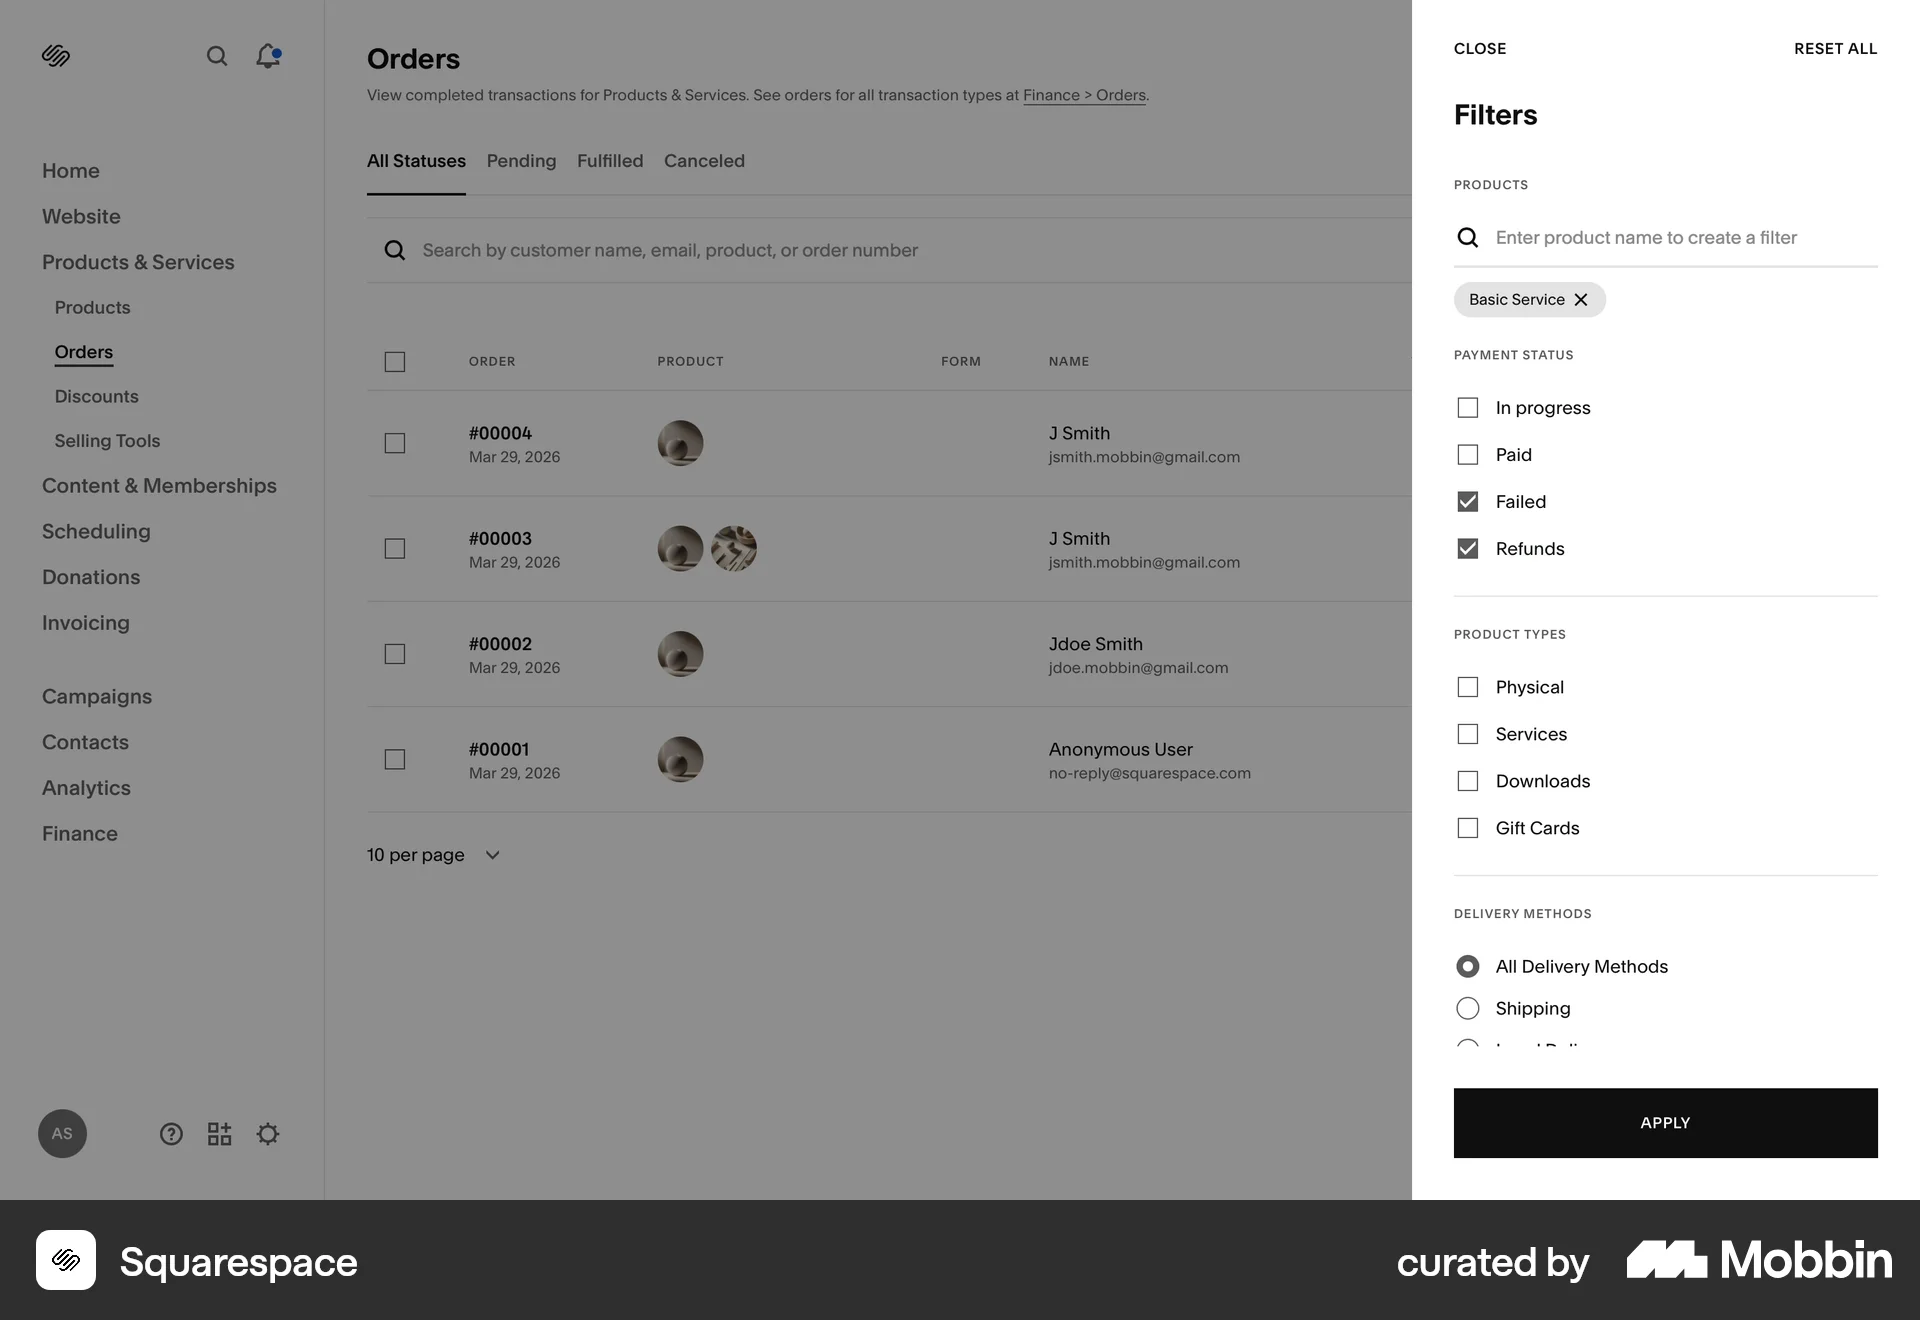 Home
Website
Products & Services
Products
Orders
Discounts
Selling Tools
Content & Memberships
Scheduling
Donations
Invoicing
Campaigns
Contacts
Analytics
Finance
AS
Orders
View completed transactions for Products & Services. See orders for all transaction types at Finance > Orders.
All Statuses Pending Fulfilled Canceled
Search by customer name, email, product, or order number
ORDER PRODUCT FORM NAME
#00004 J Smith
Mar 29, 2026 jsmith.mobbin@gmail.com
#00003 J Smith
Mar 29, 2026 jsmith.mobbin@gmail.com
#00002 Jdoe Smith
Mar 29, 2026 jdoe.mobbin@gmail.com
#00001 Anonymous User
Mar 29, 2026 no-reply@squarespace.com
10 per page
CLOSE RESET ALL
Filters
PRODUCTS
Enter product name to create a filter
Basic Service
PAYMENT STATUS
In progress
Paid
Failed
Refunds
PRODUCT TYPES
Physical
Services
Downloads
Gift Cards
DELIVERY METHODS
All Delivery Methods
Shipping
APPLY
Squarespace
curated by Mobbin